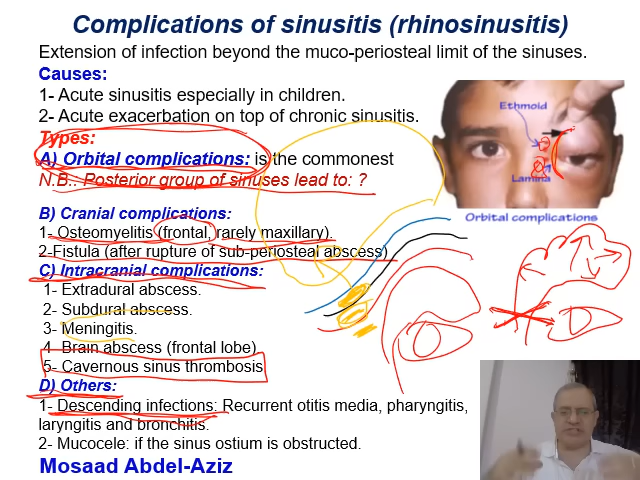 Complications of sinusitis (rhinosinusitis)
Extension of infection beyond the muco-periosteal limit of the sinuses.
Causes:
1- Acute sinusitis especially in children.
2- Acute exacerbation on top of chronic sinusitis.
Types:
A) Orbital complications: is the commonest
N.B.: Posterior group of sinuses lead to: ?
B) Cranial complications:
1- Osteomyelitis (frontal, rarely maxillary).
2-Fistula (after rupture of sub-periosteal abscess)
C) Intracranial complications:
1- Extradural abscess.
2- Subdural abscess.
3- Meningitis.
4- Brain abscess (frontal lobe)
5- Cavernous sinus thrombosis
D) Others:
1- Descending infections: Recurrent otitis media, pharyngitis,
laryngitis and bronchitis.
2- Mucocele: if the sinus ostium is obstructed.
Mosaad Abdel-Aziz
Ethmoid
Lamina
Orbital complications